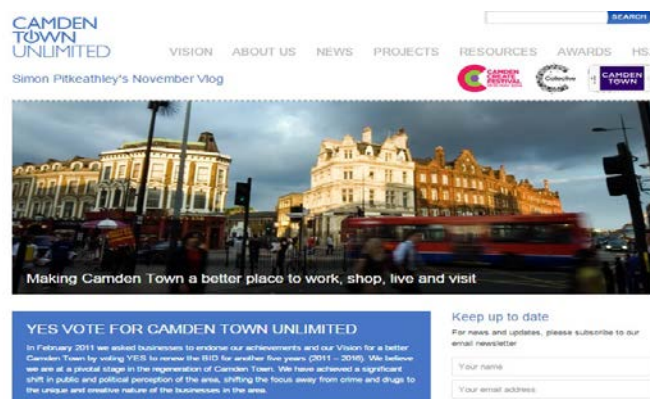 CAMDEN
TOWN
UNLIMITED
SEARCH
VISION ABOUT US NEWS PROJECTS RESOURCES AWARDS HS
Simon Pitkeathley's November Vlog
CAMDEN
CREATE
FESTIVAL
Collective
CAMDEN
TOWN
Making Camden Town a better place to work, shop, live and visit
YES VOTE FOR CAMDEN TOWN UNLIMITED
In February 2011 we asked businesses to endorse our achievements and our Vision for a better
Camden Town by voting YES to renew the BID for another five years (2011 – 2016). We believe
we are at a pivotal stage in the regeneration of Camden Town. We have achieved a significant
shift in public and political perception of the area, shifting the focus away from crime and drugs to
the unique and creative nature of the businesses in the area.
Keep up to date
For news and updates, please subscribe to our
email newsletter
Your name
Your email address